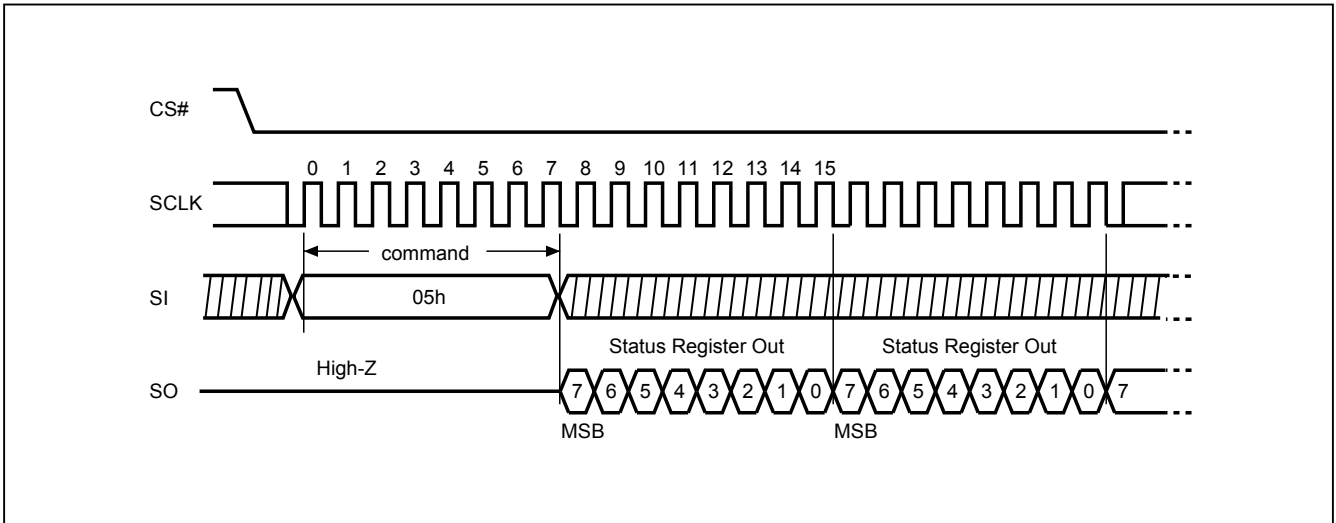 CS#
0 1 2 3 4 5 6 7 8 9 10 11 12 13 14 15
SCLK
command
SI
05h
Status Register Out Status Register Out
High-Z
SO
7 6 5 4 3 2 1 0 7 6 5 4 3 2 1 0 7
MSB MSB